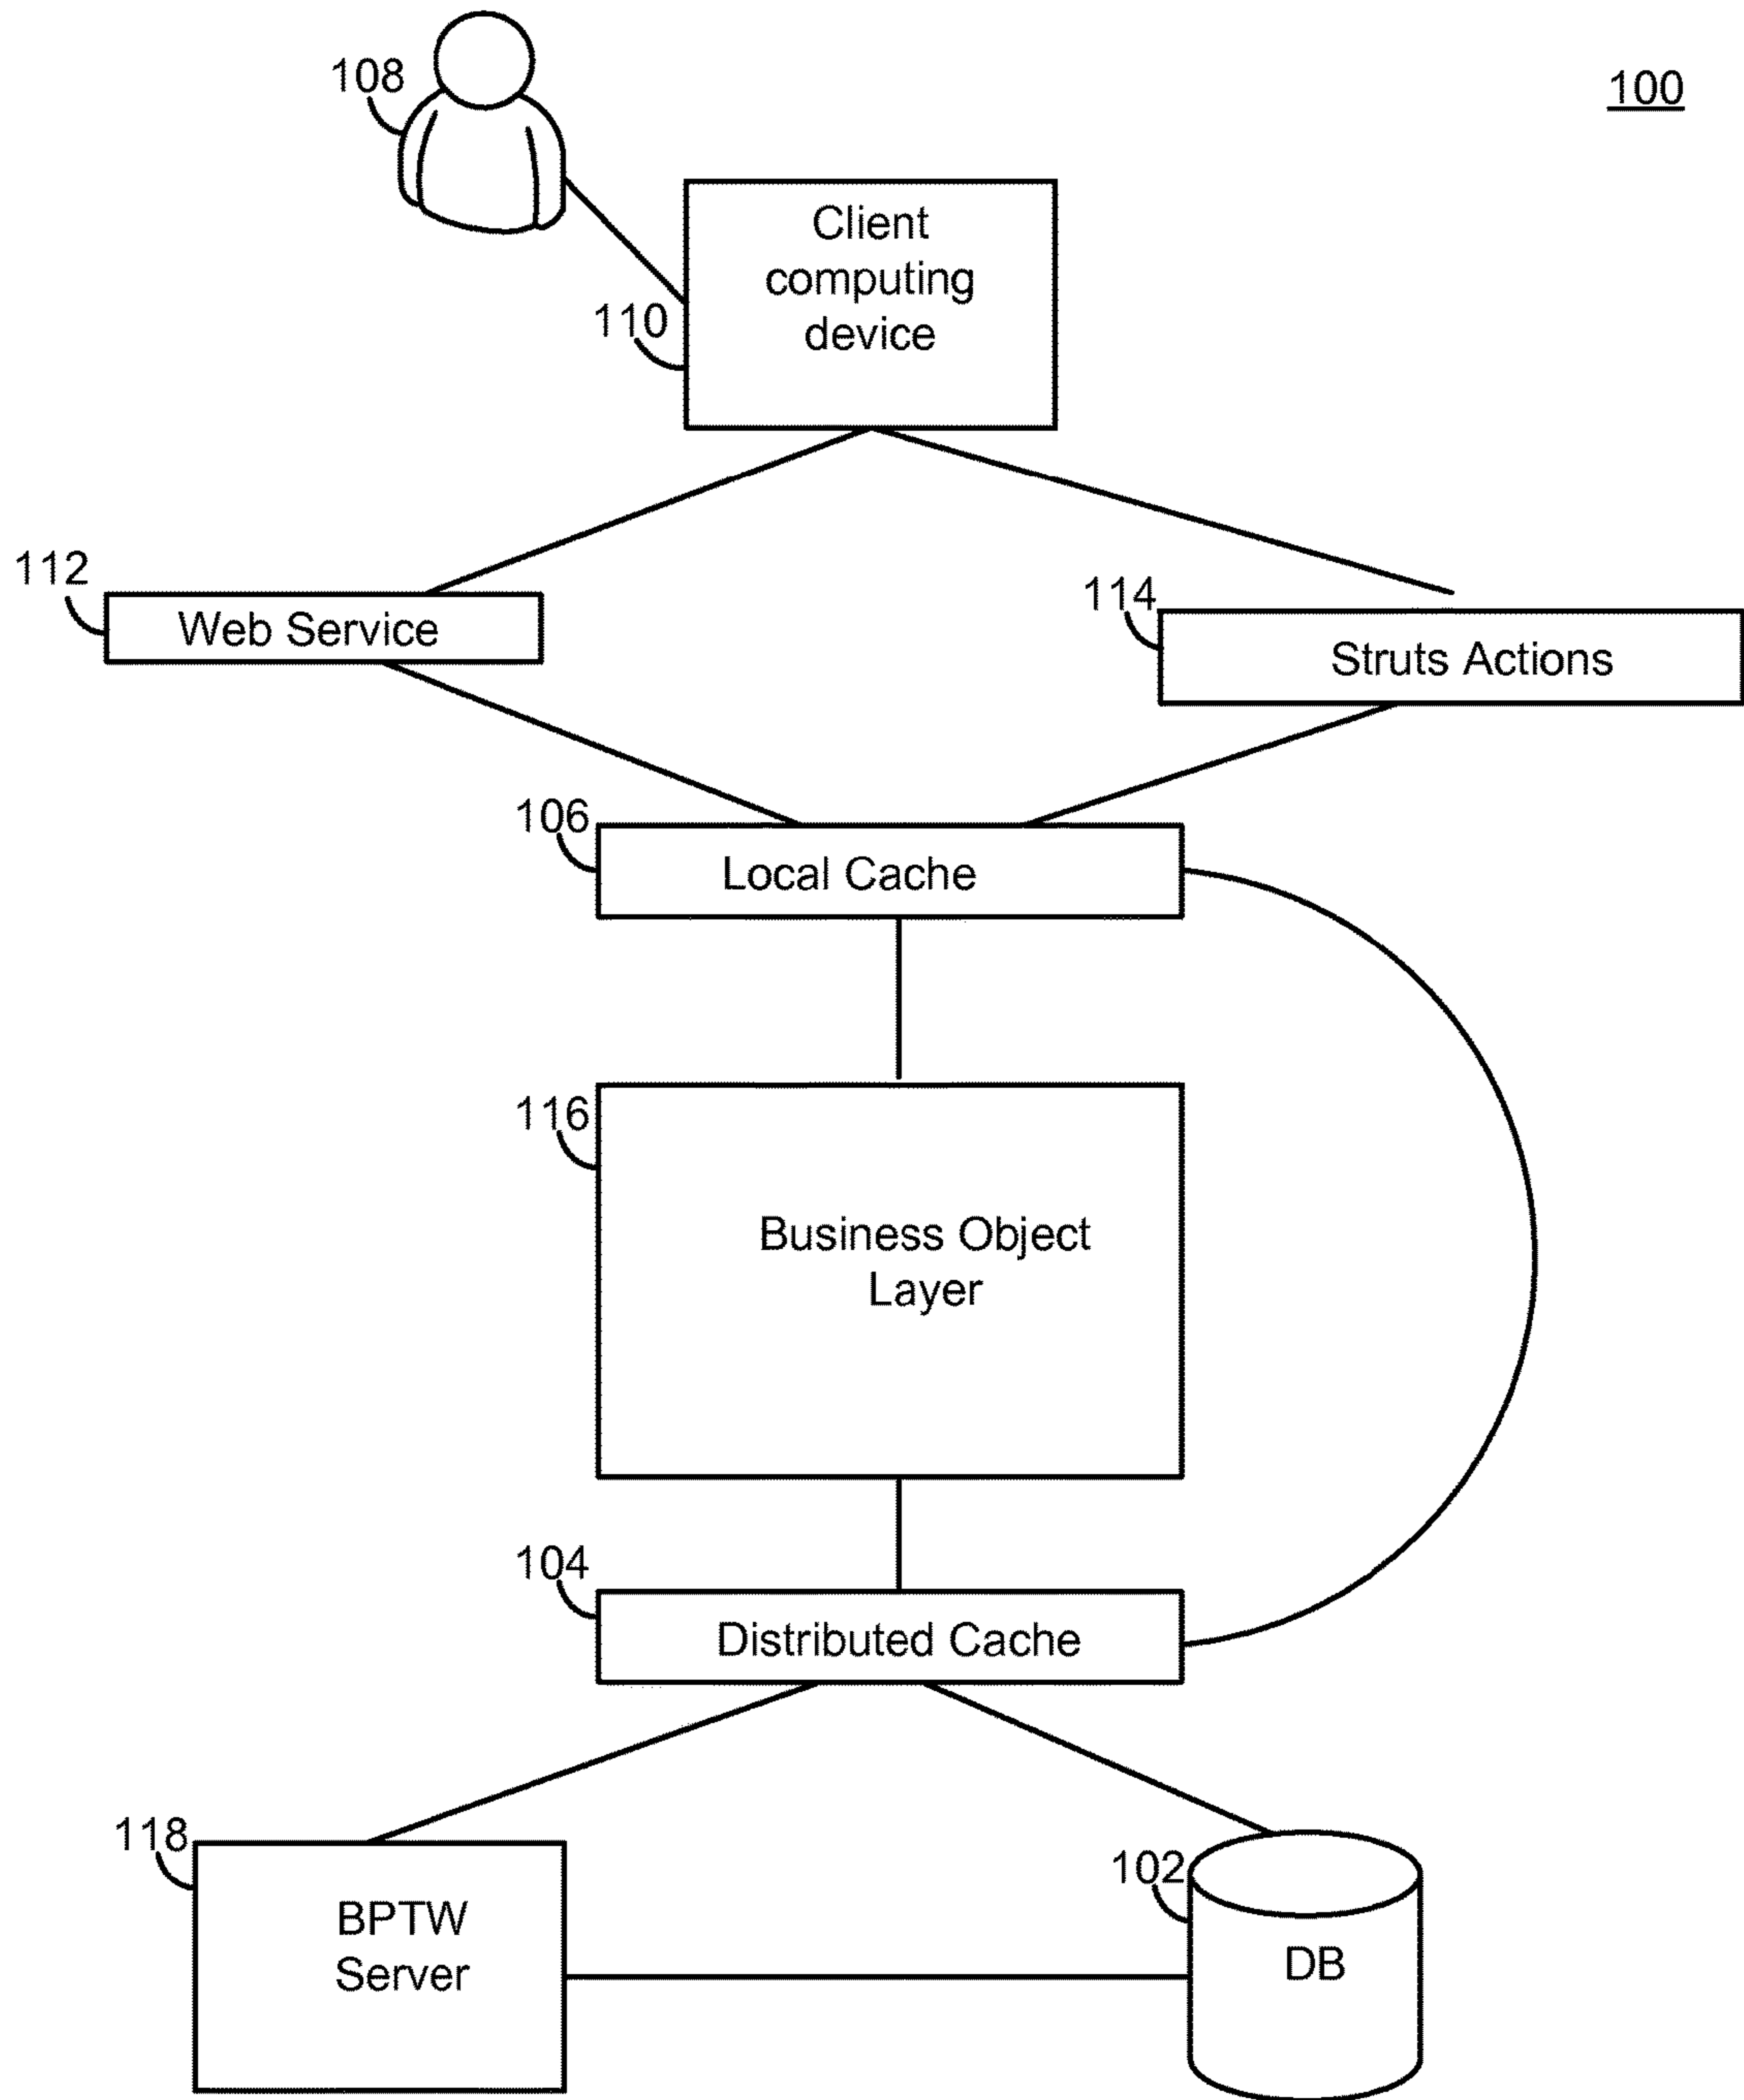 108
100
Client
computing
device
110
112
Web Service
114
Struts Actions
106
Local Cache
116
Business Object
Layer
104
Distributed Cache
118
BPTW
Server
102
DB